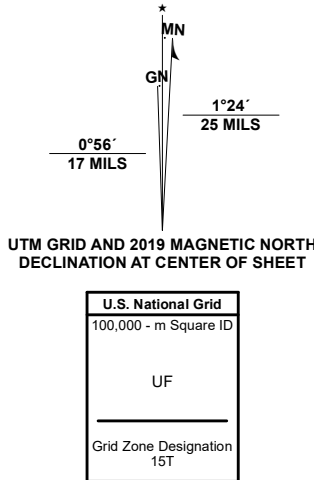 ★
MN
GN
1°24´
25 MILS
0°56´
17 MILS
UTM GRID AND 2019 MAGNETIC NORTH
DECLINATION AT CENTER OF SHEET
U.S. National Grid
100,000 - m Square ID
UF
Grid Zone Designation
15T